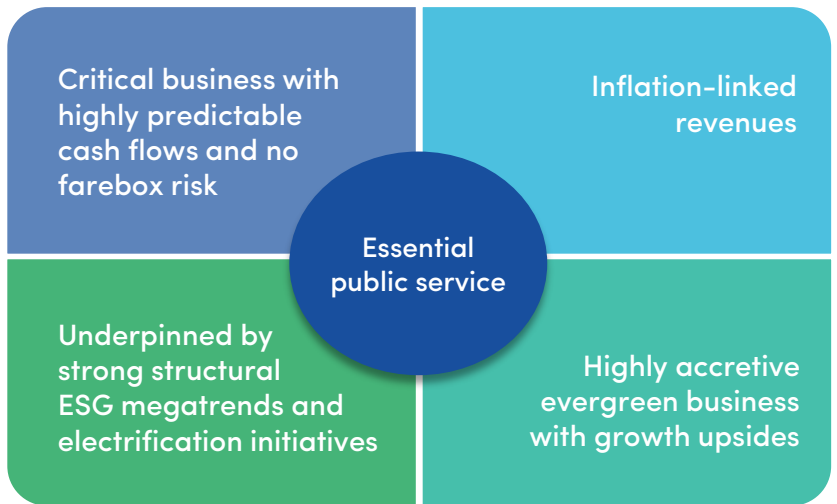 Critical business with
highly predictable
cash flows and no
farebox risk
Inflation-linked
revenues
Essential
public service
Underpinned by
strong structural
ESG megatrends and
electrification initiatives
Highly accretive
evergreen business
with growth upsides